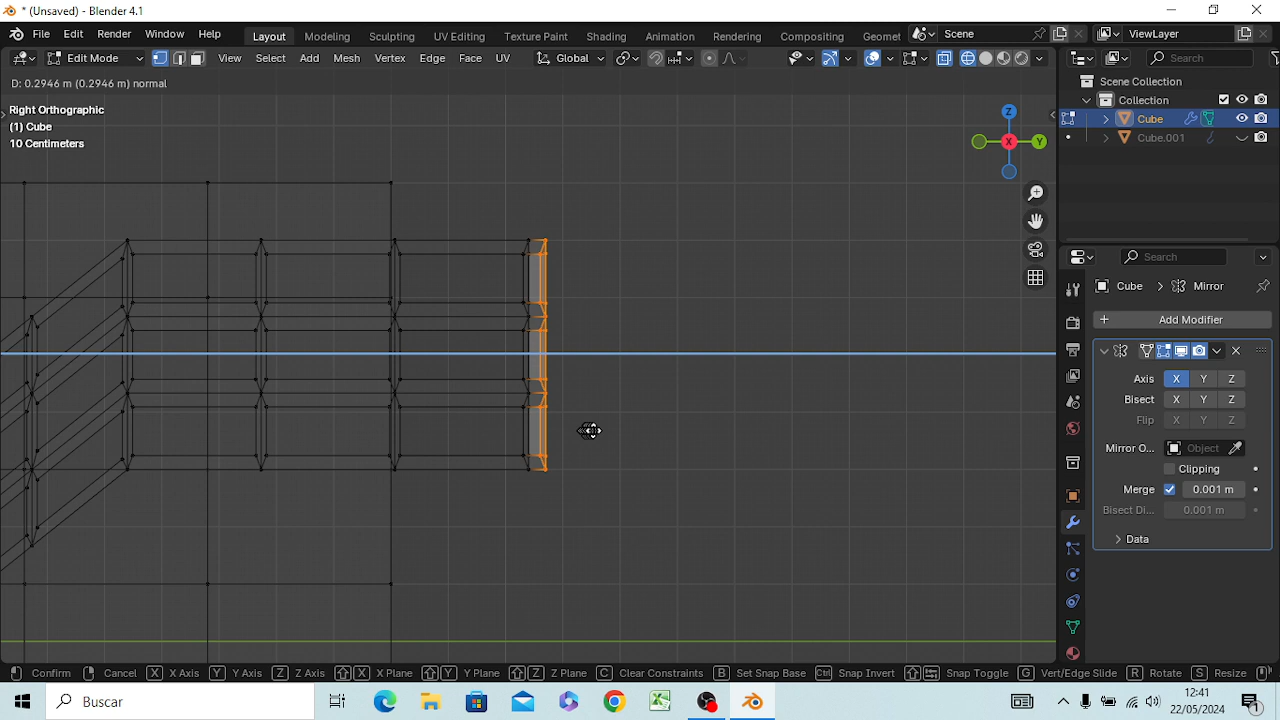 * (Unsaved) - Blender 4.1
File Edit Render Window Help Layout Modeling Sculpting UV Editing Texture Paint Shading Animation Rendering Compositing Geomet Scene ViewLayer
Edit Mode View Select Add Mesh Vertex Edge Face UV Global Search
D: 0.2946 m (0.2946 m) normal
Scene Collection
Right Orthographic
Collection
(1) Cube
Cube
10 Centimeters
Cube.001
Z
Y
X
Search
Cube > Mirror
+ Add Modifier
Axis X Y Z
Bisect X Y Z
Flip X Y Z
Mirror O... Object
Clipping
Merge 0.001 m
Bisect Di... 0.001 m
Data
Confirm Cancel X X Axis Y Y Axis Z Z Axis X X Plane Y Y Plane Z Z Plane C Clear Constraints B Set Snap Base Ctrl Snap Invert Snap Toggle G Vert/Edge Slide R Rotate S Resize
Buscar
12:41
22/05/2024
1